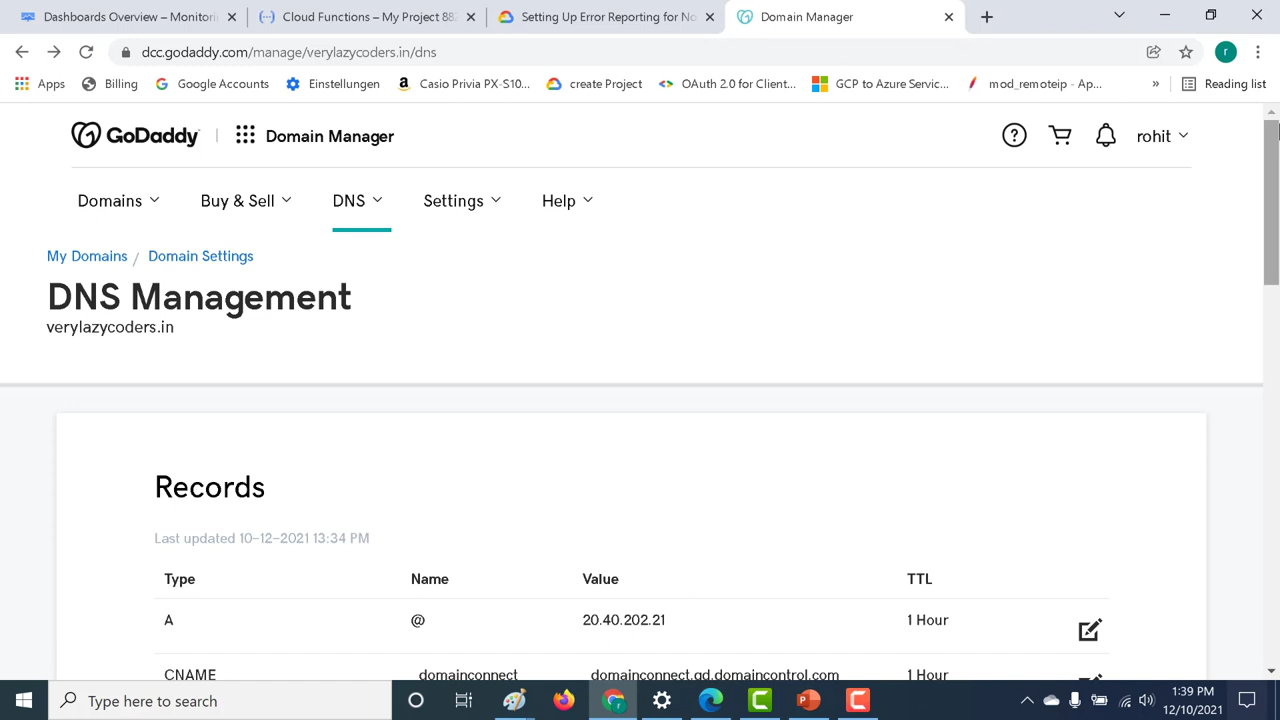 Dashboards Overview – Monitori
Cloud Functions – My Project 882
Setting Up Error Reporting for No
Domain Manager
dcc.godaddy.com/manage/verylazycoders.in/dns
r
Apps
Billing
Google Accounts
Einstellungen
Casio Privia PX-S10...
create Project
OAuth 2.0 for Client...
GCP to Azure Servic...
mod_remoteip - Ap...
»
Reading list
GoDaddy
Domain Manager
rohit
Domains
Buy & Sell
DNS
Settings
Help
My Domains / Domain Settings
DNS Management
verylazycoders.in
Records
Last updated 10-12-2021 13:34 PM
Type Name Value TTL
A @ 20.40.202.21 1 Hour
CNAME _domainconnect _domainconnect.gd.domaincontrol.com 1 Hour
Type here to search
1:39 PM
12/10/2021